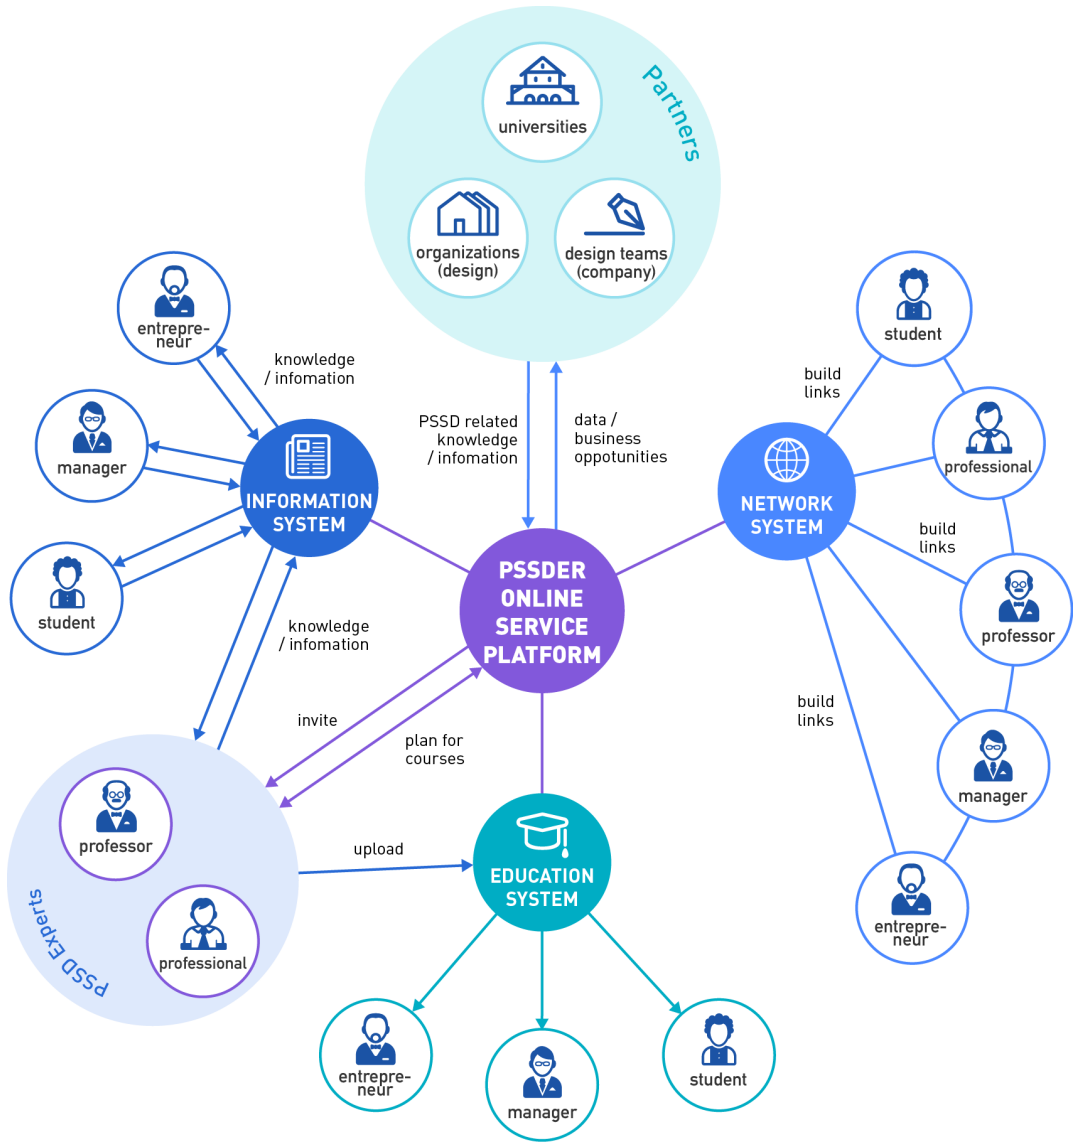 Partners
universities
organizations
(design)
design teams
(company)
entrepre-
neur
knowledge
/ infomation
manager
INFORMATION
SYSTEM
student
knowledge
/ infomation
PSSD related
knowledge
/ infomation
data /
business
oppotunities
PSSDER
ONLINE
SERVICE
PLATFORM
NETWORK
SYSTEM
build
links
student
professional
build
links
professor
build
links
manager
entrepre-
neur
invite
plan for
courses
professor
professional
PSSD Experts
upload
EDUCATION
SYSTEM
entrepre-
neur
manager
student